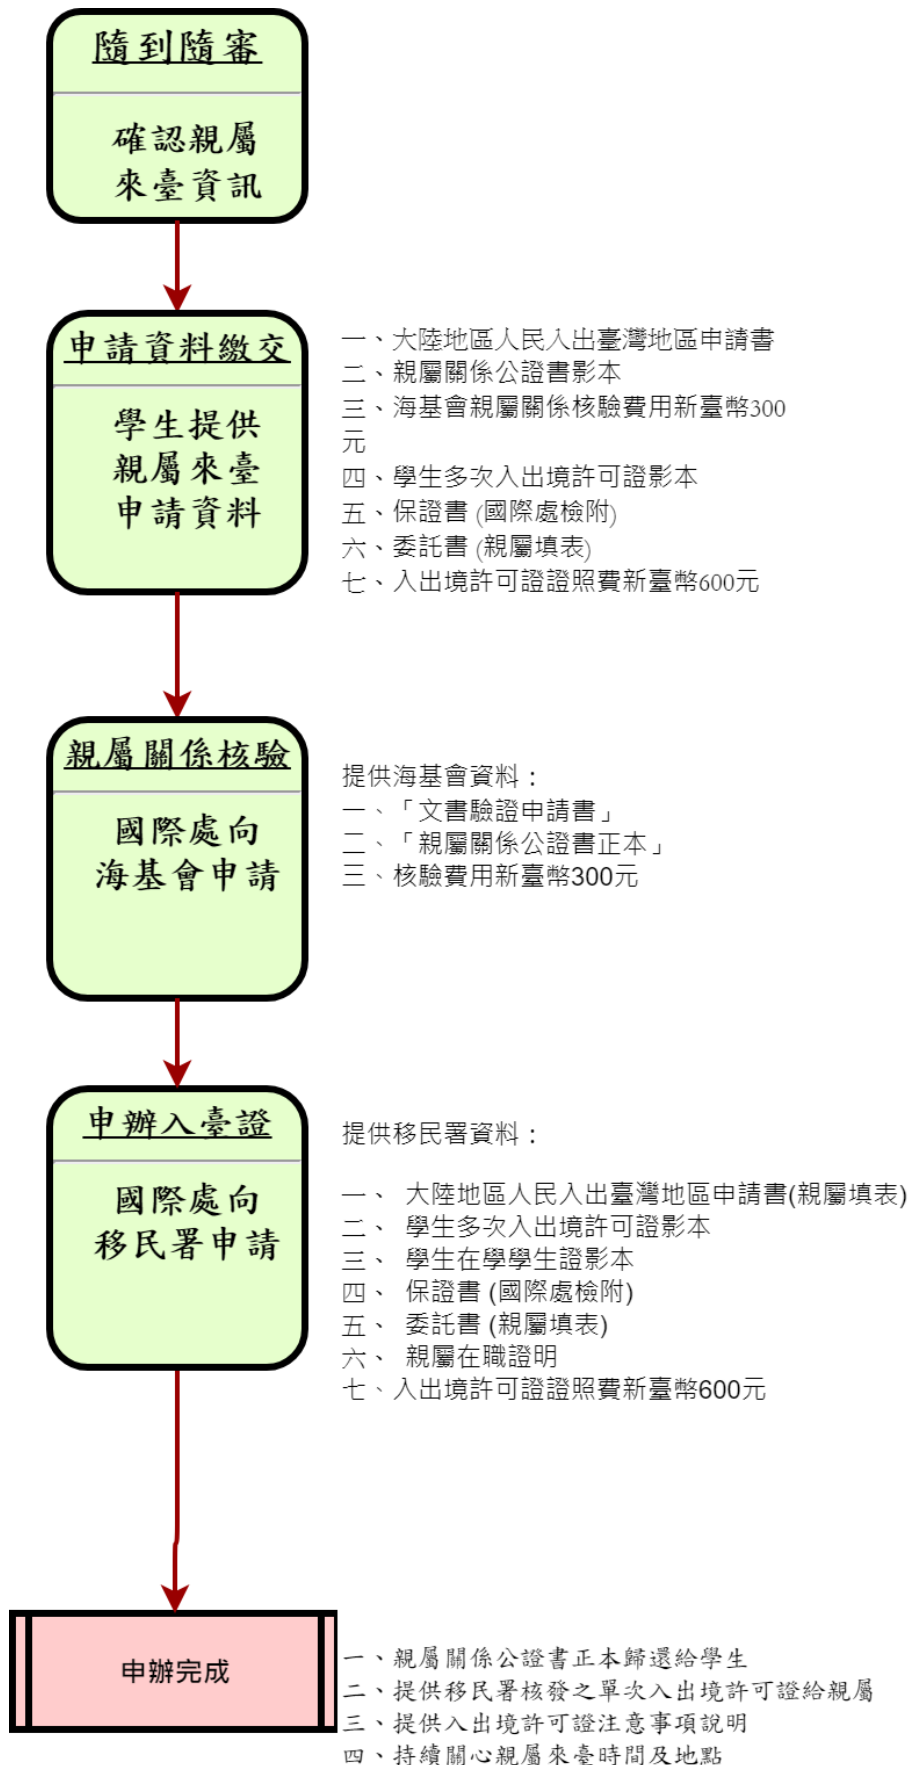 隨到隨審
確認親屬
來臺資訊
申請資料繳交
學生提供
親屬來臺
申請資料
一、大陸地區人民入出臺灣地區申請書
二、親屬關係公證書影本
三、海基會親屬關係核驗費用新臺幣300
元
四、學生多次入出境許可證影本
五、保證書 (國際處檢附)
六、委託書 (親屬填表)
七、入出境許可證證照費新臺幣600元
親屬關係核驗
國際處向
海基會申請
提供海基會資料：
一、「文書驗證申請書」
二、「親屬關係公證書正本」
三、核驗費用新臺幣300元
申辦入臺證
國際處向
移民署申請
提供移民署資料：
一、 大陸地區人民入出臺灣地區申請書(親屬填表)
二、 學生多次入出境許可證影本
三、 學生在學學生證影本
四、 保證書 (國際處檢附)
五、 委託書 (親屬填表)
六、 親屬在職證明
七、入出境許可證證照費新臺幣600元
申辦完成
一、親屬關係公證書正本歸還給學生
二、提供移民署核發之單次入出境許可證給親屬
三、提供入出境許可證注意事項說明
四、持續關心親屬來臺時間及地點